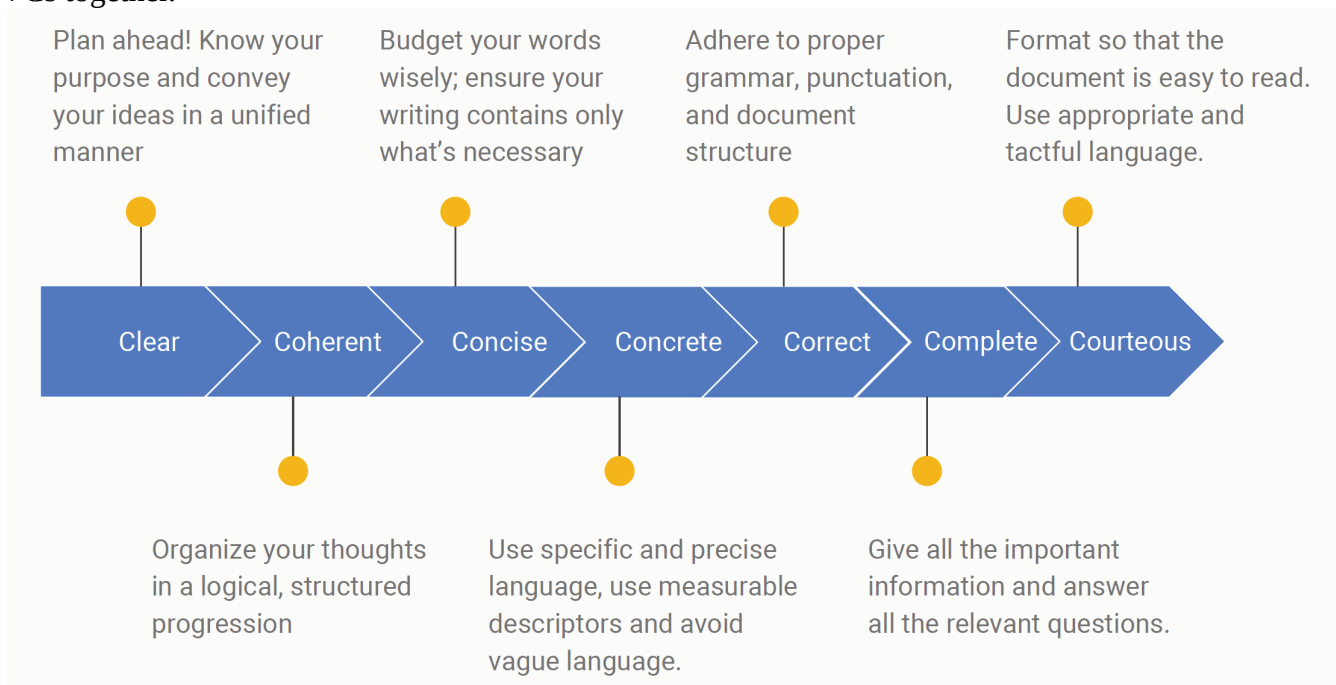 7 Cs together.
Plan ahead! Know your
purpose and convey
your ideas in a unified
manner
Budget your words
wisely; ensure your
writing contains only
what's necessary
Adhere to proper
grammar, punctuation,
and document
structure
Format so that the
document is easy to read.
Use appropriate and
tactful language.
Clear
Coherent
Concise
Concrete
Correct
Complete
Courteous
Organize your thoughts
in a logical, structured
progression
Use specific and precise
language, use measurable
descriptors and avoid
vague language.
Give all the important
information and answer
all the relevant questions.